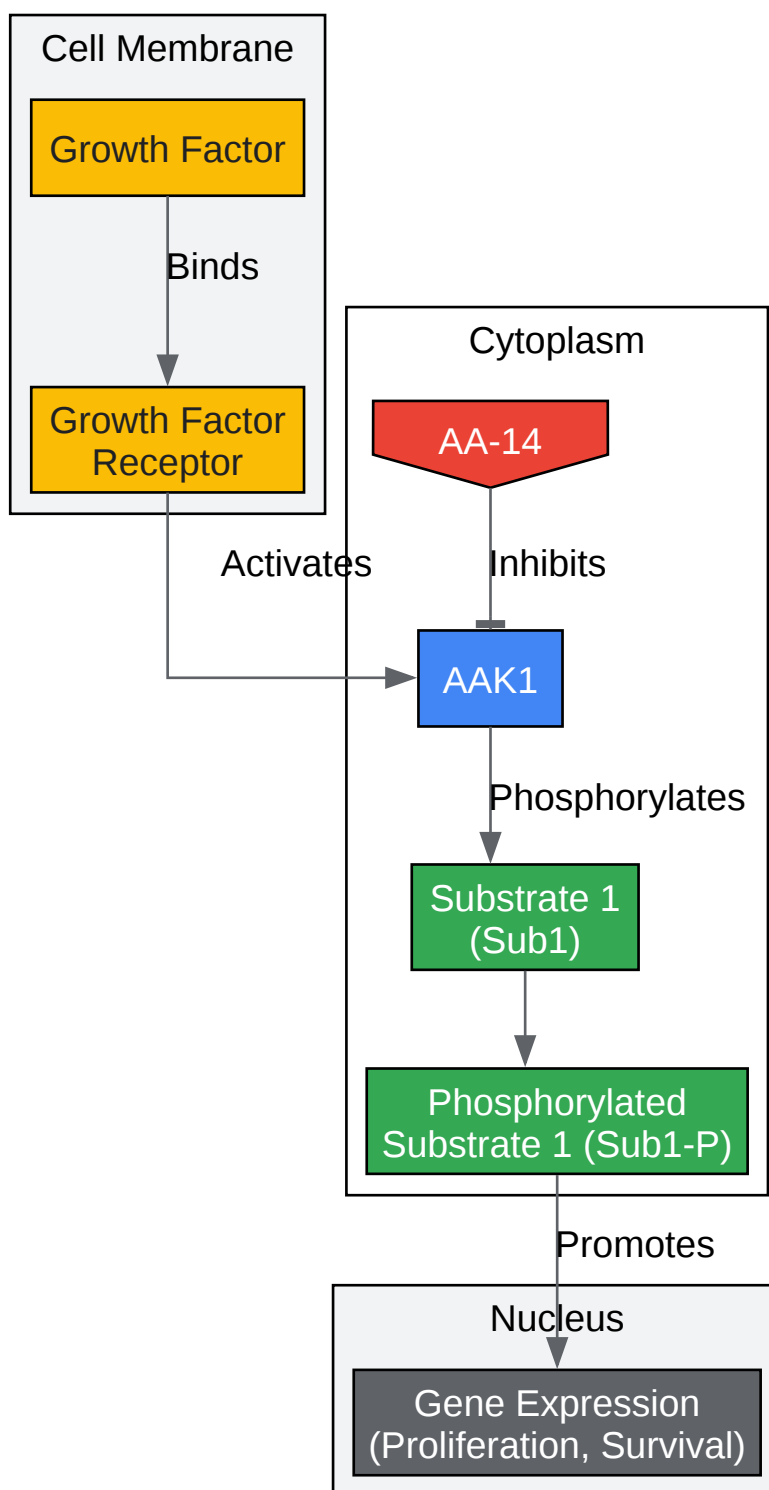 Cell Membrane
Growth Factor
Binds
Growth Factor
Receptor
Cytoplasm
AA-14
Activates
Inhibits
AAK1
Phosphorylates
Substrate 1
(Sub1)
Phosphorylated
Substrate 1 (Sub1-P)
Promotes
Nucleus
Gene Expression
(Proliferation, Survival)